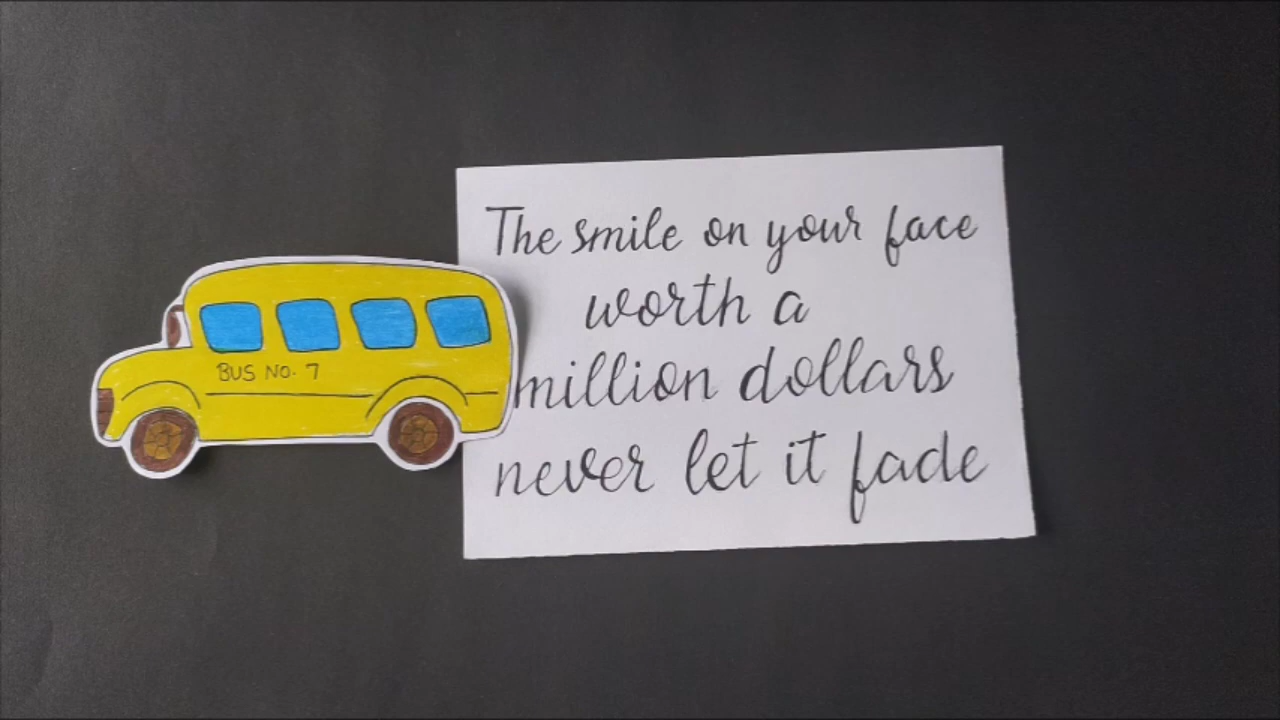 BUS NO. 7
The smile on your face
worth a
million dollars
never let it fade